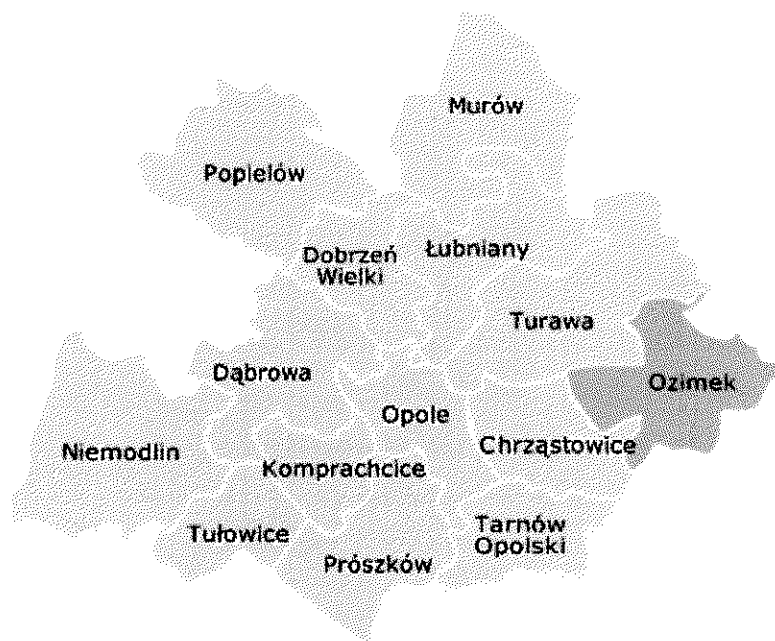 Murów
Popielów
Dobrzeń
Wielki
Łubniany
Turawa
Dąbrowa
Ozimek
Opole
Niemodlin
Komprachcice
Chrząstowice
Tułowice
Tarnów
Opolski
Prószków